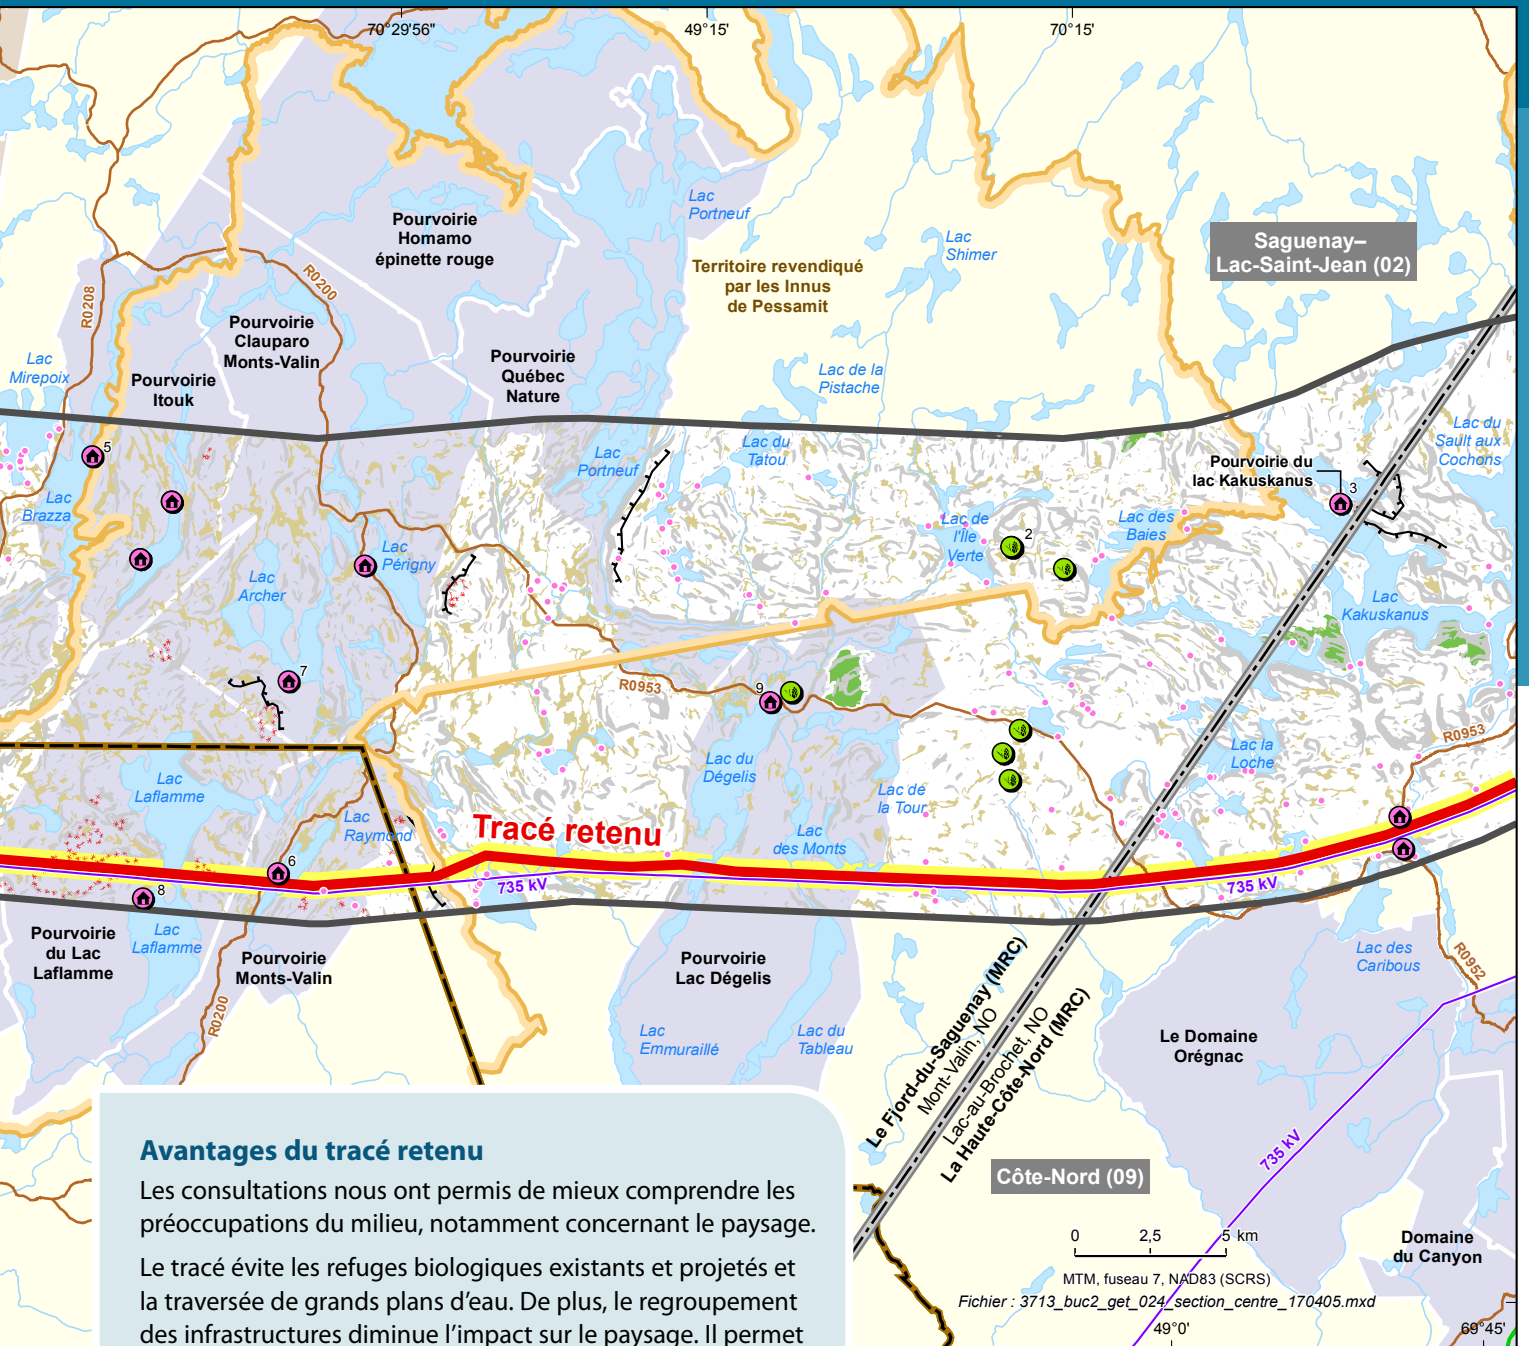 70°29'56"
49°15'
70°15'
Lac
Portneuf
Pourvoirie
Homamo
épinette rouge
Lac
Shimer
Saguenay–
Lac-Saint-Jean (02)
Territoire revendiqué
par les Innus
de Pessamit
R0208
R0200
Pourvoirie
Clauparo
Monts-Valin
Lac
Mirepoix
Pourvoirie
Itouk
Pourvoirie
Québec
Nature
Lac de la
Pistache
Lac du
Sault aux
Cochons
5
Lac
Portneuf
Lac du
Tatou
Pourvoirie du
lac Kakuskanus
3
Lac
Brazza
Lac de
l'Île
Verte
2
Lac des
Baies
Lac
Périgny
Lac
Archer
Lac
Kakuskanus
7
R0953
9
R0953
Lac du
Dégelis
Lac la
Loche
Lac
Laflamme
Lac de
la Tour
Lac
Raymond
Tracé retenu
Lac
des Monts
6
8
735 kV
735 kV
Pourvoirie
du Lac
Laflamme
Lac
Laflamme
Pourvoirie
Monts-Valin
Pourvoirie
Lac Dégelis
Lac des
Caribous
R0952
R0200
Lac
Emmuraillé
Lac du
Tableau
Le Fjord-du-Saguenay (MRC)
Mont-Valin, NO
Lac-au-Brochet, NO
La Haute-Côte-Nord (MRC)
Le Domaine
Orégnac
735 kV
Côte-Nord (09)
Domaine
du Canyon
0 2,5 5 km
MTM, fuseau 7, NAD83 (SCRS)
Fichier : 3713_buc2_get_024_section_centre_170405.mxd
49°0'
69°45'
Avantages du tracé retenu
Les consultations nous ont permis de mieux comprendre les
préoccupations du milieu, notamment concernant le paysage.
Le tracé évite les refuges biologiques existants et projetés et
la traversée de grands plans d'eau. De plus, le regroupement
des infrastructures diminue l'impact sur le paysage. Il permet